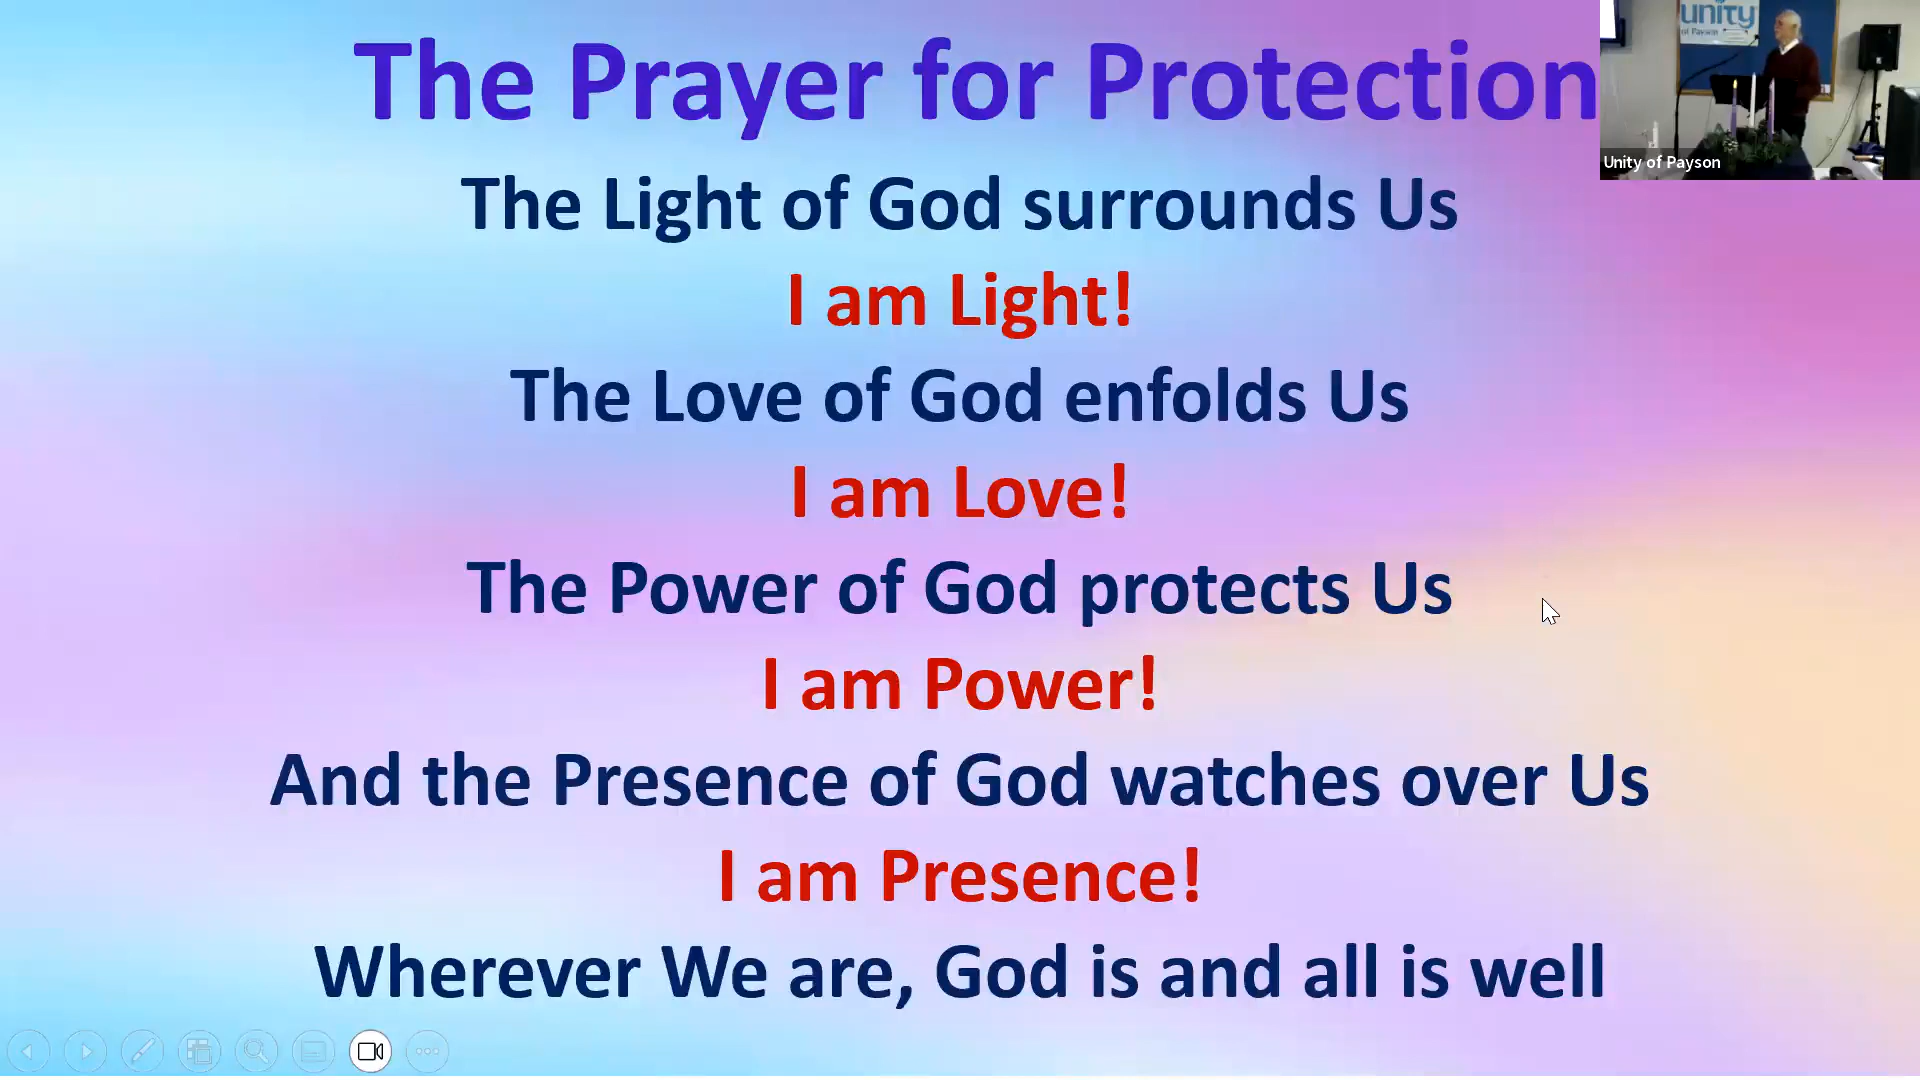 The Prayer for Protection
The Light of God surrounds Us
I am Light!
The Love of God enfolds Us
I am Love!
The Power of God protects Us
I am Power!
And the Presence of God watches over Us
I am Presence!
Wherever We are, God is and all is well
unity
of Payson
Unity of Payson